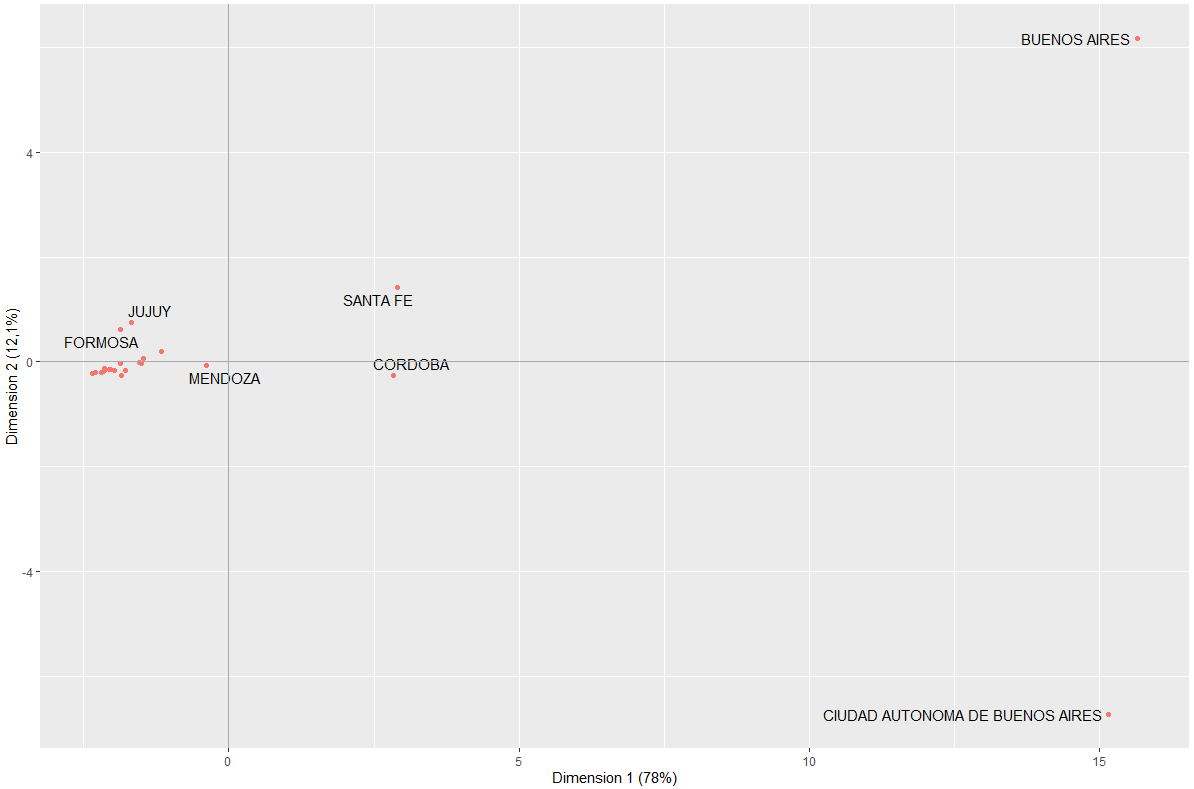 BUENOS AIRES
4
SANTA FE
JUJUY
FORMOSA
0
CORDOBA
MENDOZA
Dimension 2 (12,1%)
-4
CIUDAD AUTONOMA DE BUENOS AIRES
0
5
10
15
Dimension 1 (78%)